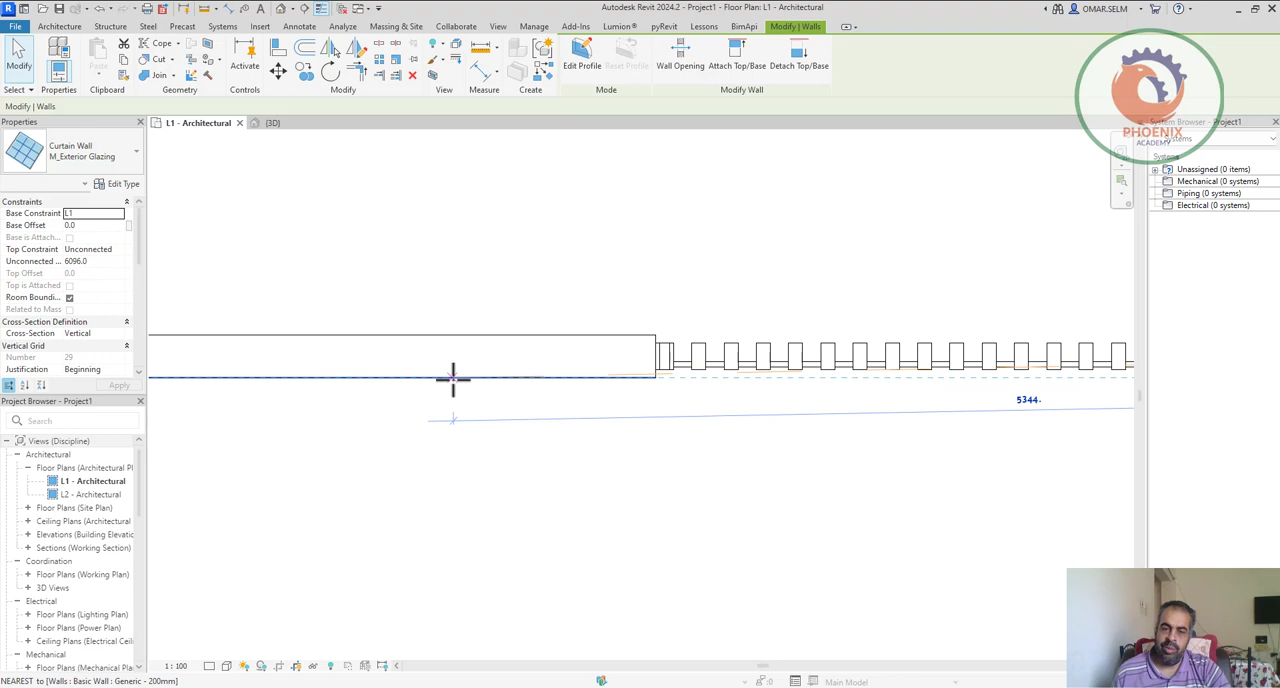 Autodesk Revit 2024.2 - Project1 - Floor Plan: L1 - Architectural
OMAR.SELM...
File Architecture Structure Steel Precast Systems Insert Annotate Analyze Massing & Site Collaborate View Manage Add-Ins Lumion® pyRevit Lessons BimApi Modify | Walls
Modify Paste Cope Cut Join Activate Edit Profile Reset Profile Wall Opening Attach Top/Base Detach Top/Base
Select Properties Clipboard Geometry Controls Modify View Measure Create Mode Modify Wall
Modify | Walls
Properties
L1 - Architectural {3D}
System Browser - Project1
PHOENIX
ACADEMY
Curtain Wall
M_Exterior Glazing
Edit Type
Constraints
Base Constraint L1
Base Offset 0.0
Base is Attach...
Top Constraint Unconnected
Unconnected ... 6096.0
Top Offset 0.0
Top is Attached
Room Boundi...
Related to Mass
Cross-Section Definition
Cross-Section Vertical
Vertical Grid
Number 29
Justification Beginning
Apply
Systems
Systems
Unassigned (0 items)
Mechanical (0 systems)
Piping (0 systems)
Electrical (0 systems)
5344.
Project Browser - Project1
Search
Views (Discipline)
Architectural
Floor Plans (Architectural Pl
L1 - Architectural
L2 - Architectural
Floor Plans (Site Plan)
Ceiling Plans (Architectural
Elevations (Building Elevatio
Sections (Working Section)
Coordination
Floor Plans (Working Plan)
3D Views
Electrical
Floor Plans (Lighting Plan)
Floor Plans (Power Plan)
Ceiling Plans (Electrical Ceili
Mechanical
Floor Plans (Mechanical Pla
1 : 100
NEAREST to [Walls : Basic Wall : Generic - 200mm]
:0
Main Model